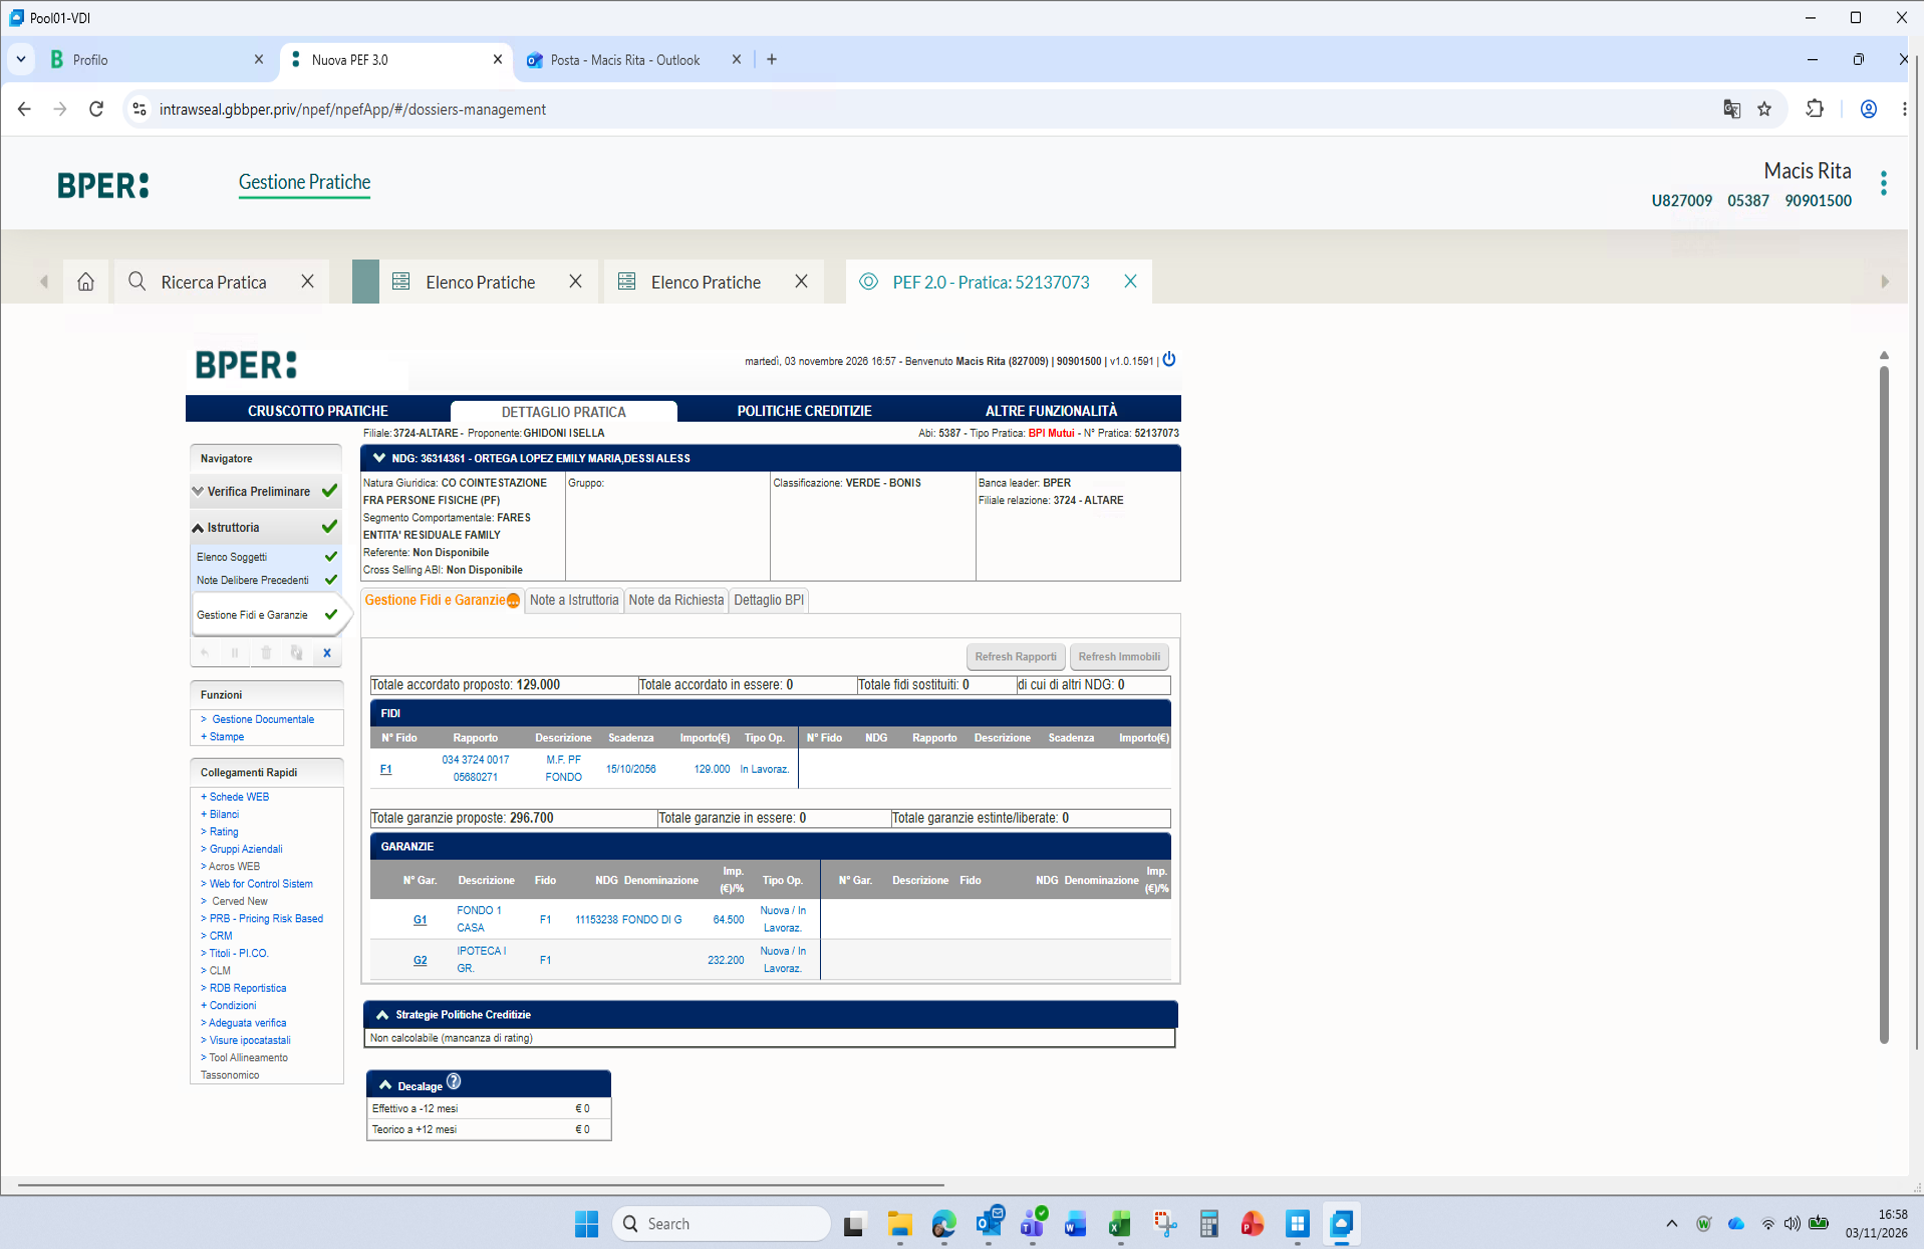 Pool01-VDI
Profilo
Nuova PEF 3.0
Posta - Macis Rita - Outlook
intrawseal.gbbper.priv/npef/npefApp/#/dossiers-management
BPER:
Gestione Pratiche
Macis Rita
U827009 05387 90901500
Ricerca Pratica
Elenco Pratiche
Elenco Pratiche
PEF 2.0 - Pratica: 52137073
BPER:
martedì, 03 novembre 2026 16:57 - Benvenuto Macis Rita (827009) | 90901500 | v1.0.1591 |
CRUSCOTTO PRATICHE
DETTAGLIO PRATICA
POLITICHE CREDITIZIE
ALTRE FUNZIONALITÀ
Filiale: 3724-ALTARE - Proponente: GHIDONI ISELLA
Abi: 5387 - Tipo Pratica: BPI Mutui - N° Pratica: 52137073
Navigatore
Verifica Preliminare
Istruttoria
Elenco Soggetti
Note Delibere Precedenti
Gestione Fidi e Garanzie
Funzioni
> Gestione Documentale
+ Stampe
Collegamenti Rapidi
+ Schede WEB
+ Bilanci
> Rating
> Gruppi Aziendali
> Acros WEB
> Web for Control Sistem
> Cerved New
> PRB - Pricing Risk Based
> CRM
> Titoli - PI.CO.
> CLM
> RDB Reportistica
+ Condizioni
> Adeguata verifica
> Visure ipocatastali
> Tool Allineamento
Tassonomico
NDG: 36314361 - ORTEGA LOPEZ EMILY MARIA,DESSI ALESS
Natura Giuridica: CO COINTESTAZIONE
FRA PERSONE FISICHE (PF)
Segmento Comportamentale: FARES
ENTITA' RESIDUALE FAMILY
Referente: Non Disponibile
Cross Selling ABI: Non Disponibile
Gruppo:
Classificazione: VERDE - BONIS
Banca leader: BPER
Filiale relazione: 3724 - ALTARE
Gestione Fidi e Garanzie
Note a Istruttoria
Note da Richiesta
Dettaglio BPI
Refresh Rapporti
Refresh Immobili
Totale accordato proposto: 129.000
Totale accordato in essere: 0
Totale fidi sostituiti: 0
di cui di altri NDG: 0
FIDI
N° Fido Rapporto Descrizione Scadenza Importo(€) Tipo Op. N° Fido NDG Rapporto Descrizione Scadenza Importo(€)
F1 034 3724 0017 05680271 M.F. PF FONDO 15/10/2056 129.000 In Lavoraz.
Totale garanzie proposte: 296.700
Totale garanzie in essere: 0
Totale garanzie estinte/liberate: 0
GARANZIE
N° Gar. Descrizione Fido NDG Denominazione Imp. (€)/% Tipo Op. N° Gar. Descrizione Fido NDG Denominazione Imp. (€)/%
G1 FONDO 1 CASA F1 11153238 FONDO DI G 64.500 Nuova / In Lavoraz.
G2 IPOTECA I GR. F1 232.200 Nuova / In Lavoraz.
Strategie Politiche Creditizie
Non calcolabile (mancanza di rating)
Decalage
Effettivo a -12 mesi € 0
Teorico a +12 mesi € 0
Search
16:58
03/11/2026